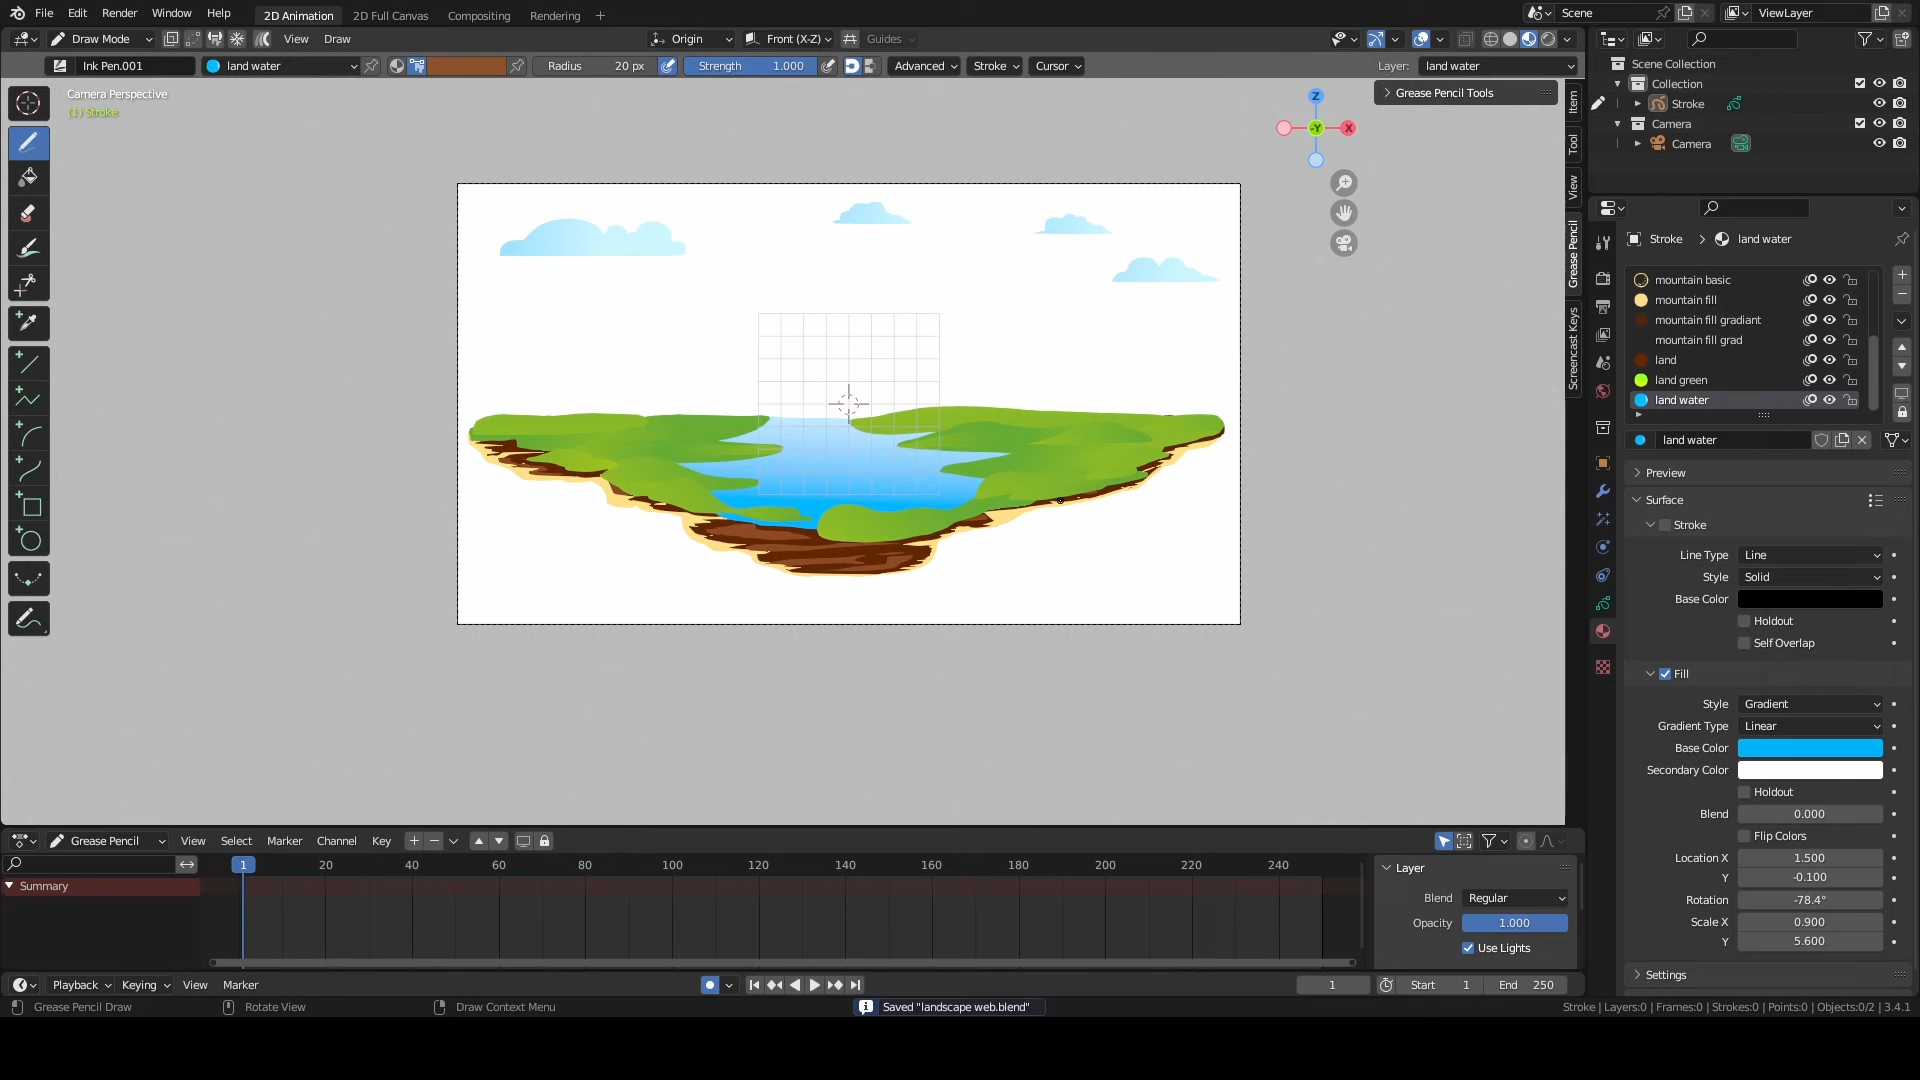 File Edit Render Window Help 2D Animation 2D Full Canvas Compositing Rendering + Scene ViewLayer
Draw Mode View Draw Origin Front (X-Z) Guides
Ink Pen.001 land water Radius 20 px Strength 1.000 Advanced Stroke Cursor Layer: land water
Camera Perspective
(1) Stroke
Grease Pencil Tools
Z
-Y
X
Item
Tool
View
Grease Pencil
Screencast Keys
Scene Collection
Collection
Stroke
Camera
Camera
Stroke > land water
mountain basic
mountain fill
mountain fill gradiant
mountain fill grad
land
land green
land water
land water
Preview
Surface
Stroke
Line Type Line
Style Solid
Base Color
Holdout
Self Overlap
Fill
Style Gradient
Gradient Type Linear
Base Color
Secondary Color
Holdout
Blend 0.000
Flip Colors
Location X 1.500
Y -0.100
Rotation -78.4°
Scale X 0.900
Y 5.600
Settings
Grease Pencil View Select Marker Channel Key
1 20 40 60 80 100 120 140 160 180 200 220 240
Summary
Layer
Blend Regular
Opacity 1.000
Use Lights
Playback Keying View Marker 1 Start 1 End 250
Grease Pencil Draw Rotate View Draw Context Menu Saved "landscape web.blend" Stroke | Layers:0 | Frames:0 | Strokes:0 | Points:0 | Objects:0/2 | 3.4.1